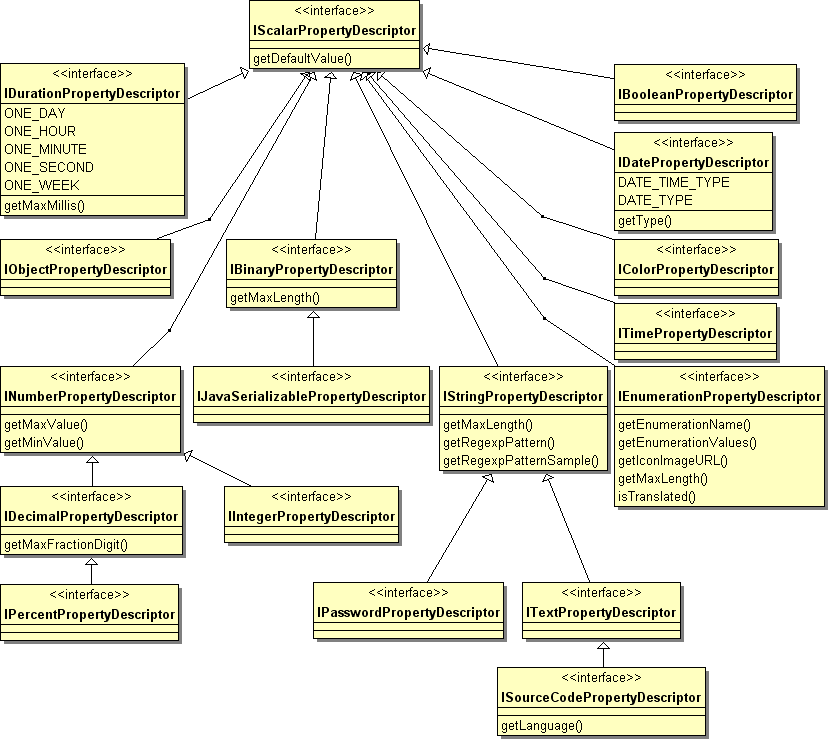 <<interface>>
IScalarPropertyDescriptor
getDefaultValue()
<<interface>>
IDurationPropertyDescriptor
ONE_DAY
ONE_HOUR
ONE_MINUTE
ONE_SECOND
ONE_WEEK
getMaxMillis()
<<interface>>
IBooleanPropertyDescriptor
<<interface>>
IDatePropertyDescriptor
DATE_TIME_TYPE
DATE_TYPE
getType()
<<interface>>
IObjectPropertyDescriptor
<<interface>>
IBinaryPropertyDescriptor
getMaxLength()
<<interface>>
IColorPropertyDescriptor
<<interface>>
ITimePropertyDescriptor
<<interface>>
INumberPropertyDescriptor
getMaxValue()
getMinValue()
<<interface>>
IJavaSerializablePropertyDescriptor
<<interface>>
IStringPropertyDescriptor
getMaxLength()
getRegexpPattern()
getRegexpPatternSample()
<<interface>>
IEnumerationPropertyDescriptor
getEnumerationName()
getEnumerationValues()
getIconImageURL()
getMaxLength()
isTranslated()
<<interface>>
IDecimalPropertyDescriptor
getMaxFractionDigit()
<<interface>>
IIntegerPropertyDescriptor
<<interface>>
IPercentPropertyDescriptor
<<interface>>
IPasswordPropertyDescriptor
<<interface>>
ITextPropertyDescriptor
<<interface>>
ISourceCodePropertyDescriptor
getLanguage()